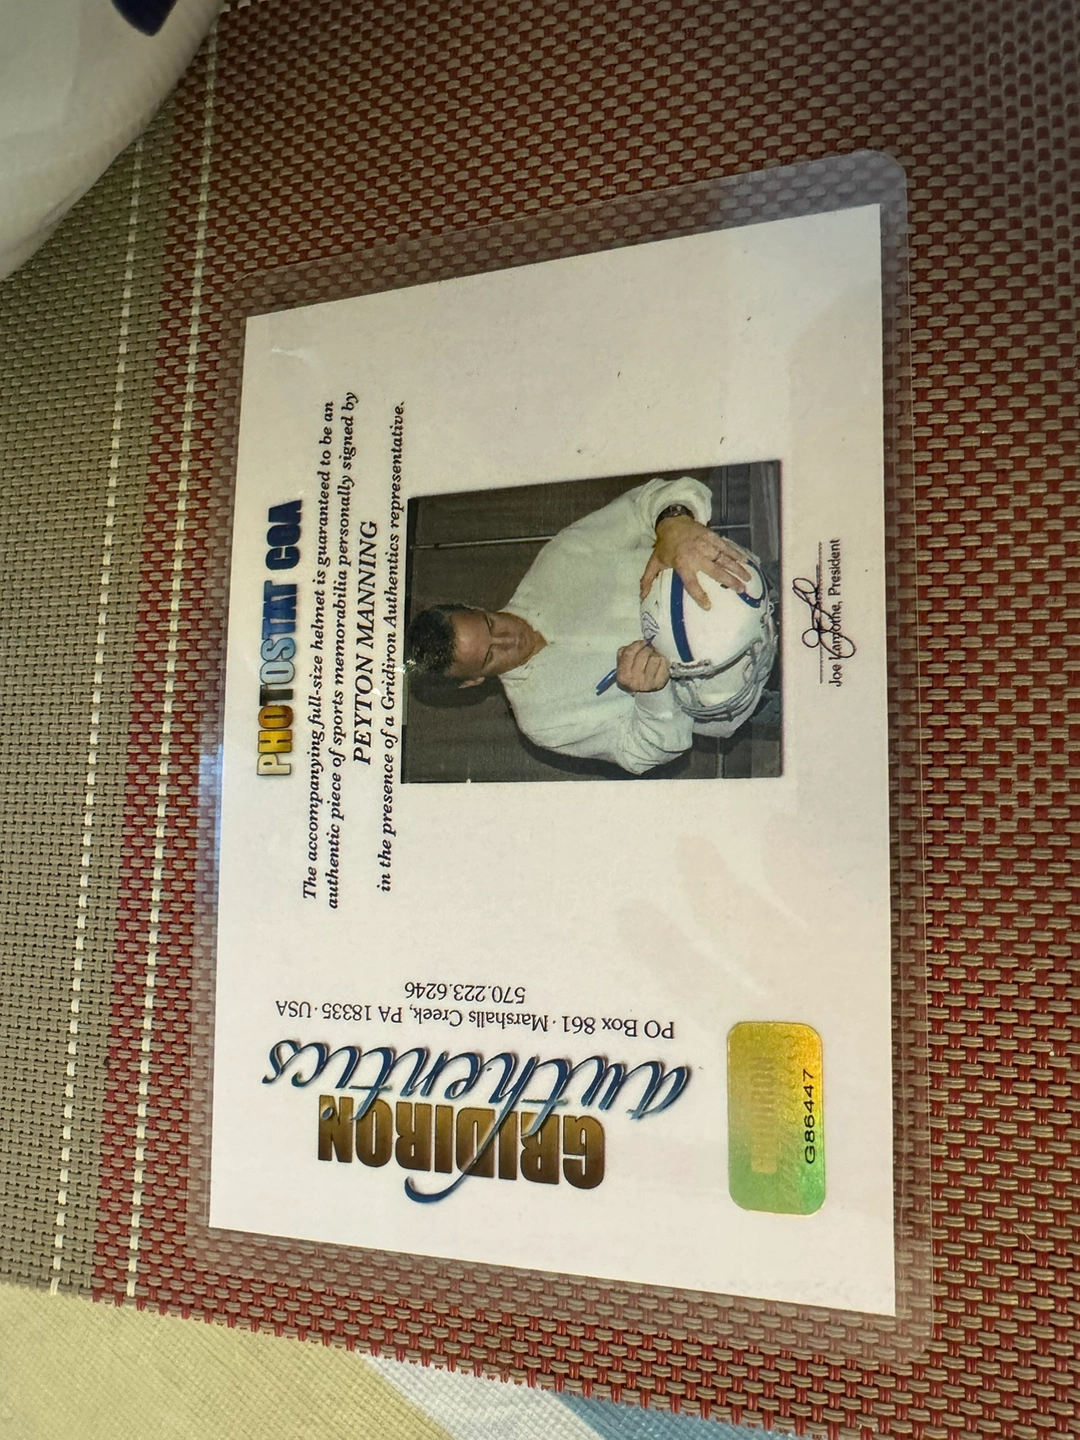 GRIDIRON
authentics
PO Box 861 · Marshalls Creek, PA 18335 · USA
570.223.6246
PHOTOSTAT COA
The accompanying full-size helmet is guaranteed to be an
authentic piece of sports memorabilia personally signed by
PEYTON MANNING
in the presence of a Gridiron Authentics representative.
Joe Lamothe, President
GRIDIRON
G86447